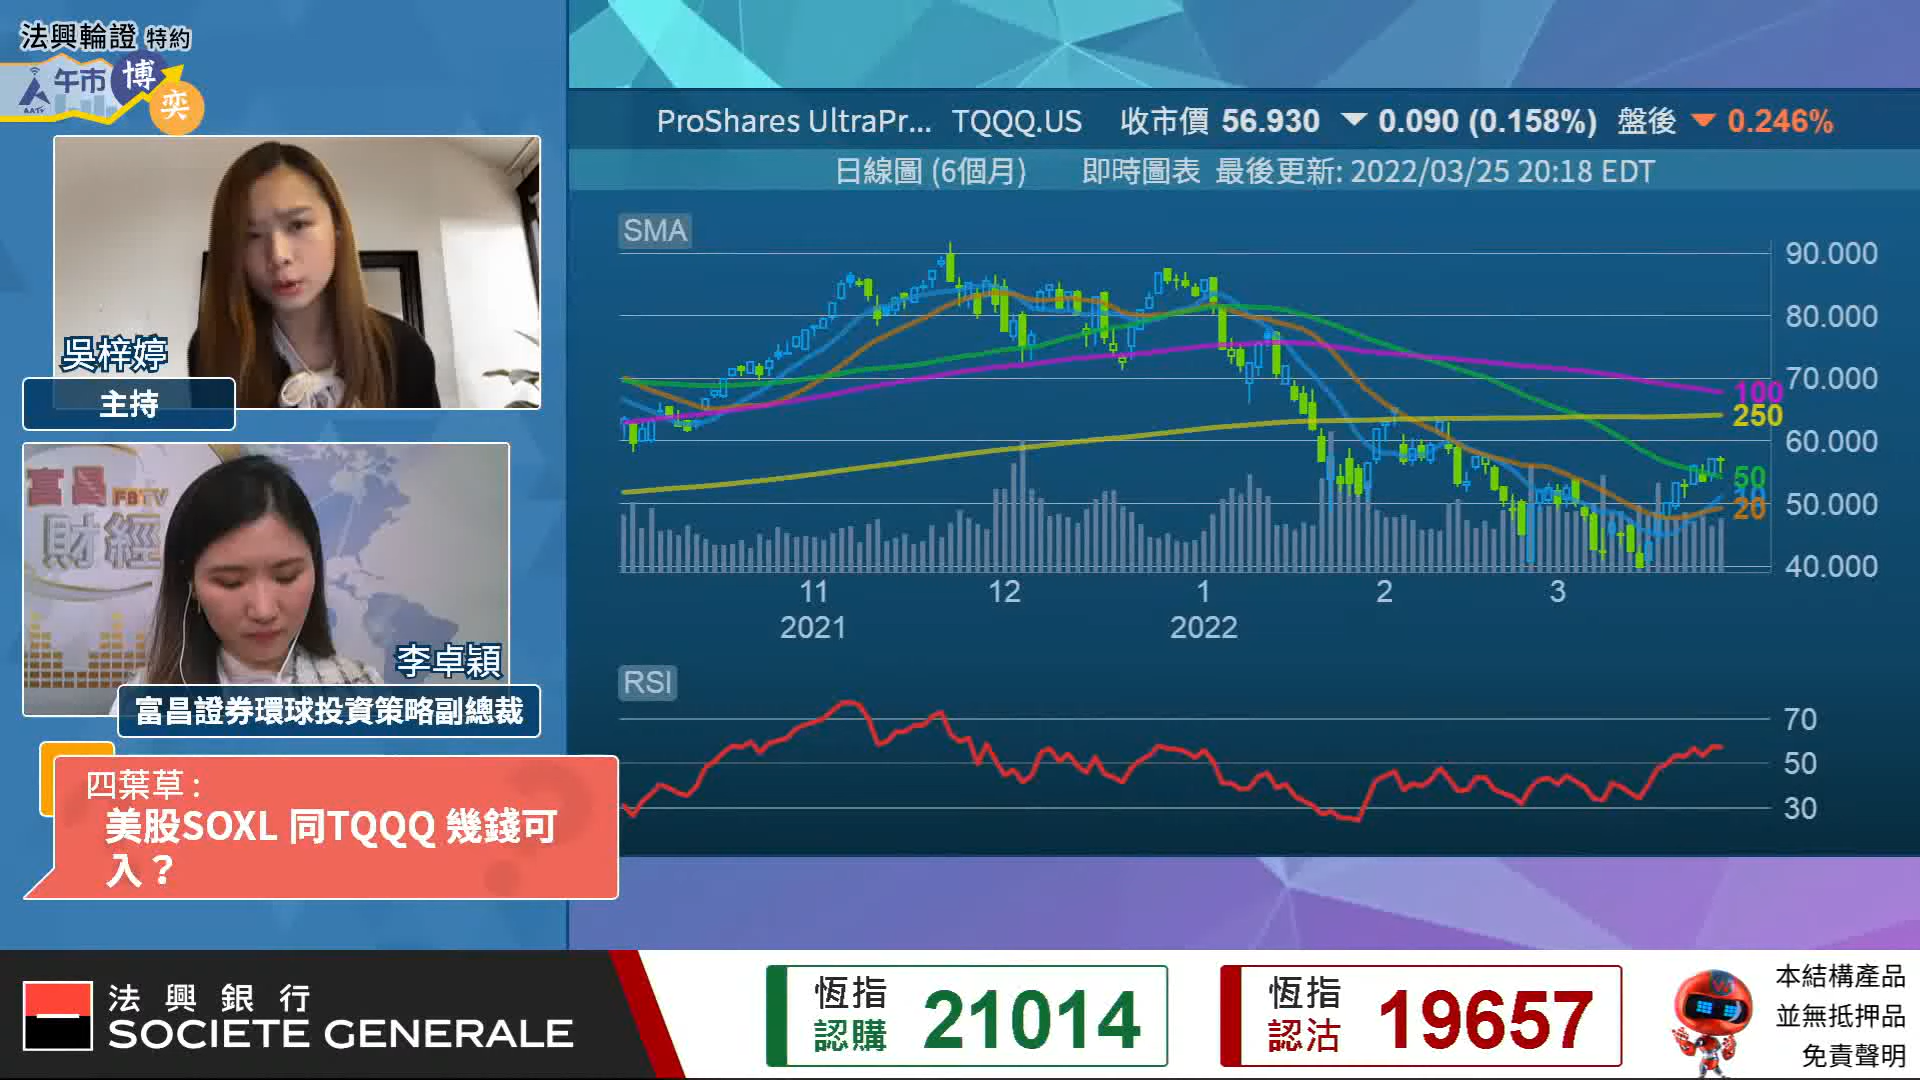 法興輪證 特約
午市博奕
AATV
吳梓婷
主持
富昌 FSTV
財經
李卓穎
富昌證券環球投資策略副總裁
四葉草 :
美股SOXL 同TQQQ 幾錢可
入？
ProShares UltraPr... TQQQ.US 收市價 56.930 ▼ 0.090 (0.158%) 盤後 ▼ 0.246%
日線圖 (6個月) 即時圖表 最後更新: 2022/03/25 20:18 EDT
SMA
90.000
80.000
70.000
60.000
50.000
40.000
100
250
50
20
11 12 1 2 3
2021 2022
RSI
70
50
30
法興銀行
SOCIETE GENERALE
恆指
認購
21014
恆指
認沽
19657
本結構產品
並無抵押品
免責聲明